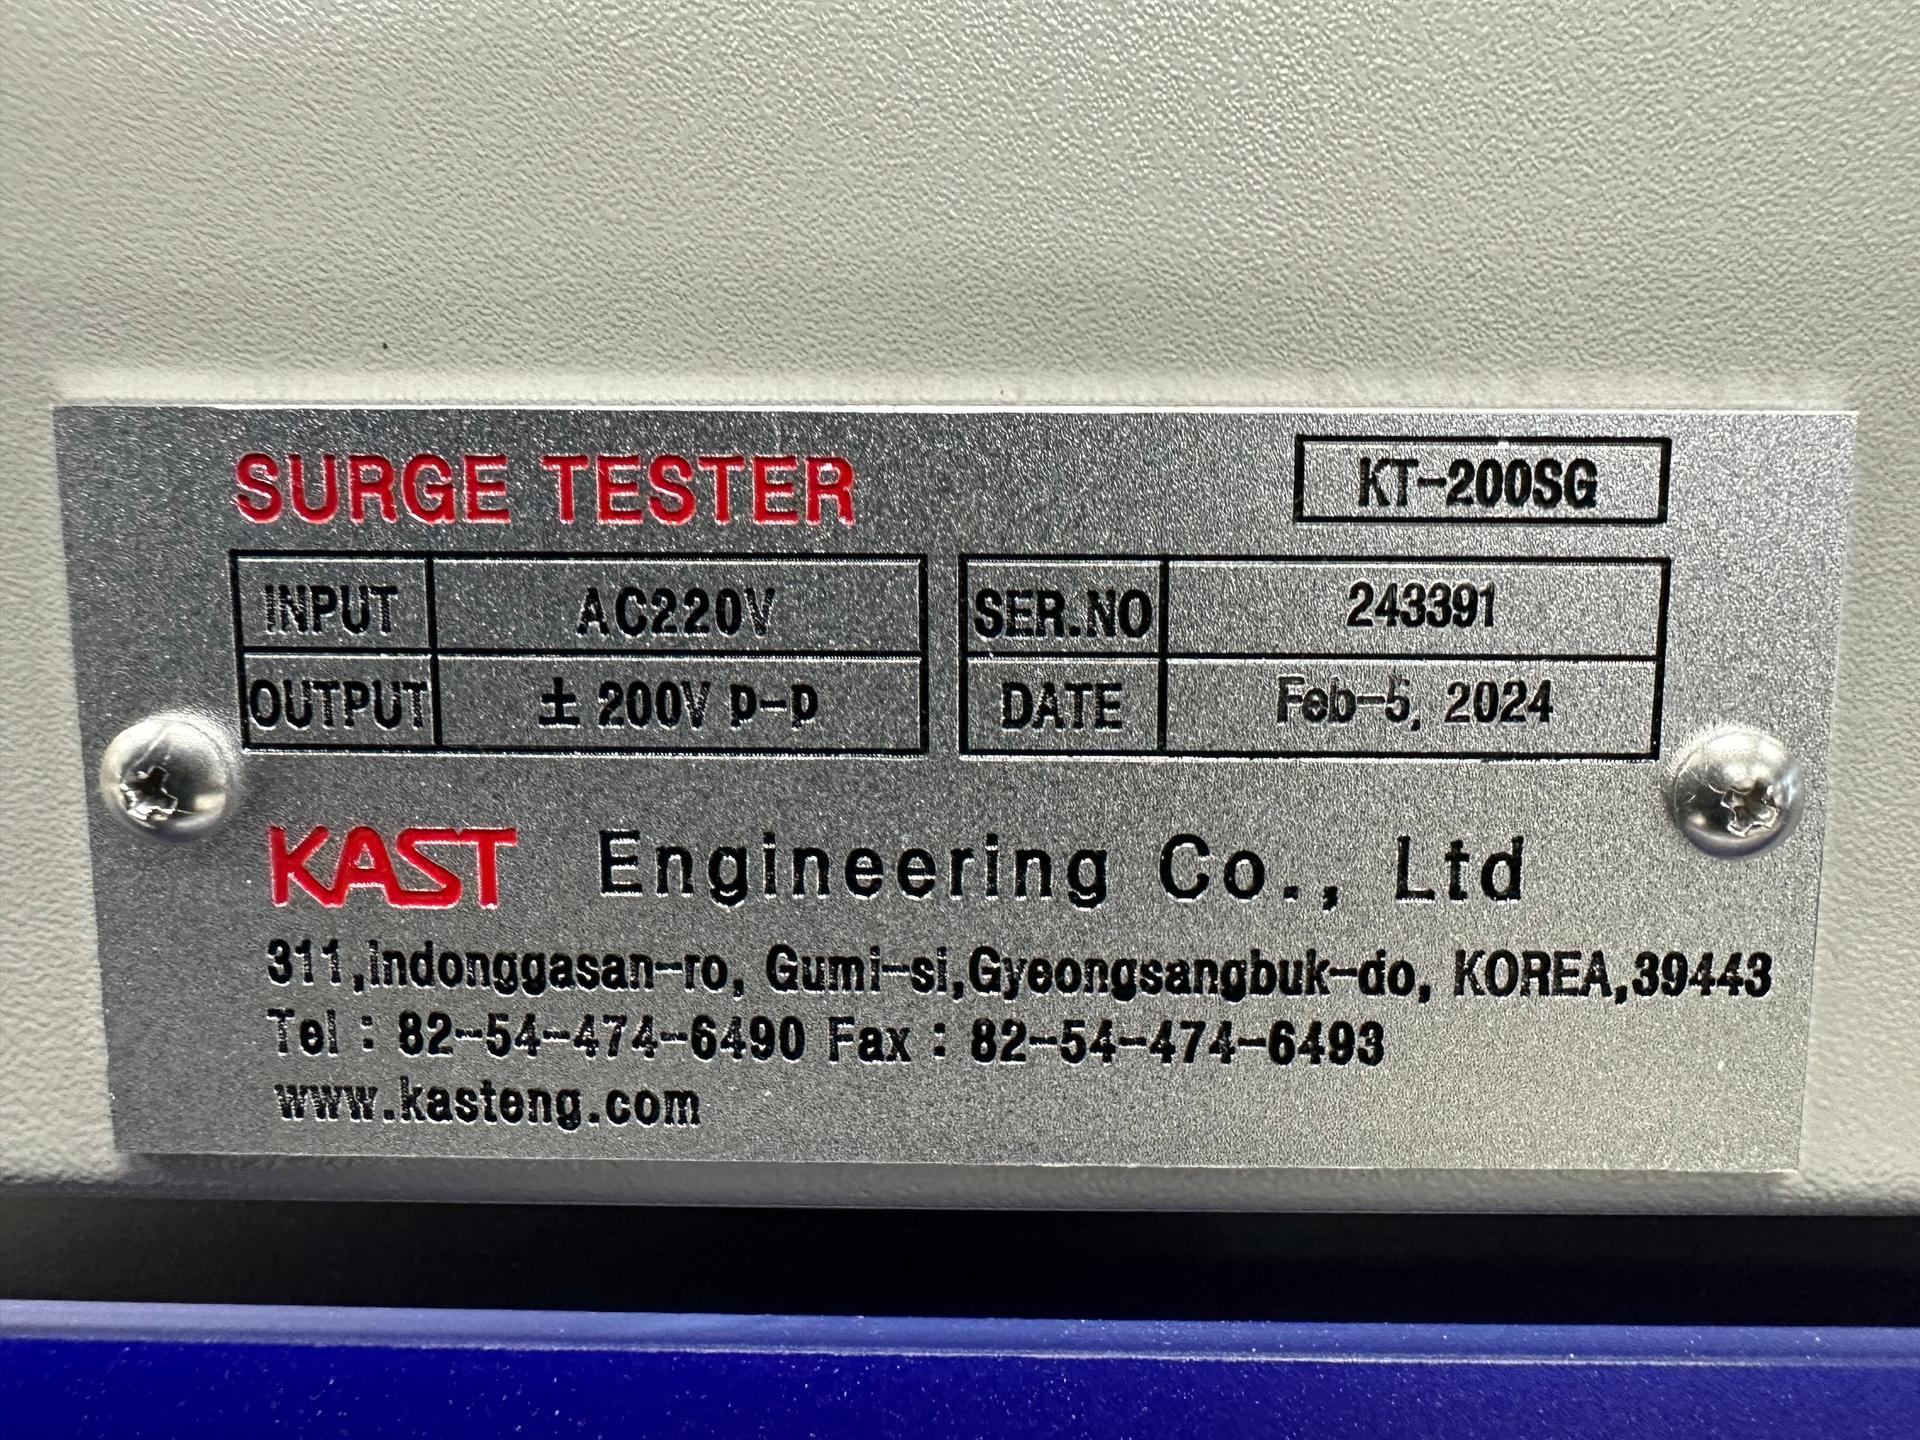 SURGE TESTER
KT-200SG
INPUT AC220V
OUTPUT ± 200V p-p
SER.NO 243391
DATE Feb-5, 2024
KAST Engineering Co., Ltd
311,Indonggasan-ro, Gumi-si,Gyeongsangbuk-do, KOREA,39443
Tel : 82-54-474-6490 Fax : 82-54-474-6493
www.kasteng.com